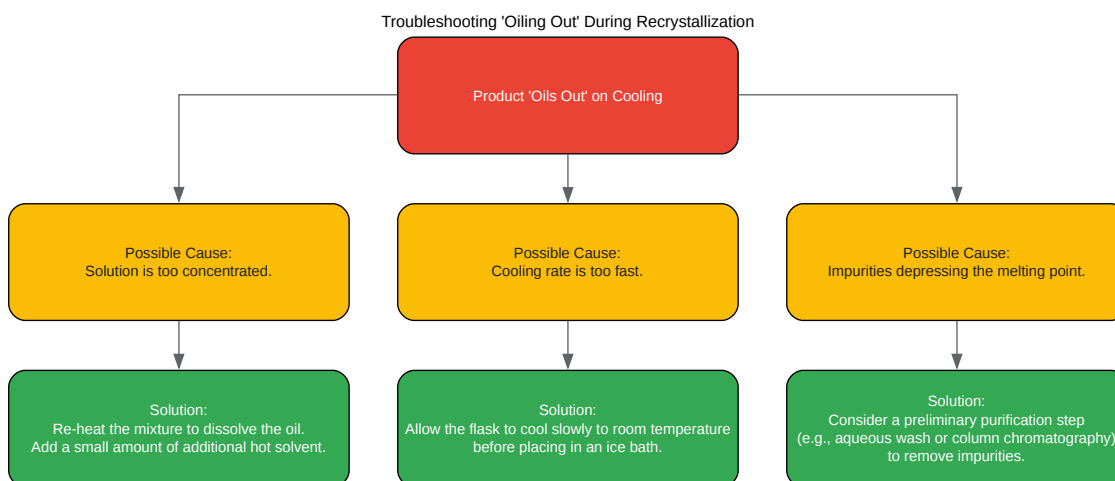 Troubleshooting 'Oiling Out' During Recrystallization
Product 'Oils Out' on Cooling
Possible Cause:
Solution is too concentrated.
Possible Cause:
Cooling rate is too fast.
Possible Cause:
Impurities depressing the melting point.
Solution:
Re-heat the mixture to dissolve the oil.
Add a small amount of additional hot solvent.
Solution:
Allow the flask to cool slowly to room temperature
before placing in an ice bath.
Solution:
Consider a preliminary purification step
(e.g., aqueous wash or column chromatography)
to remove impurities.